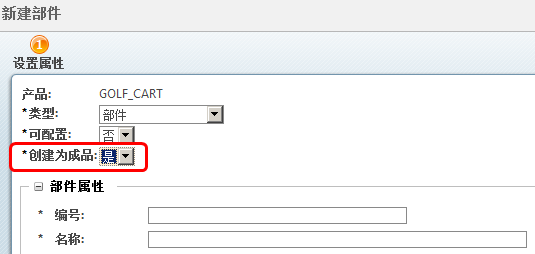 新建部件
1
设置属性
产品: GOLF_CART
*类型: 部件
*可配置: 否
*创建为成品: 是
部件属性
* 编号:
* 名称: